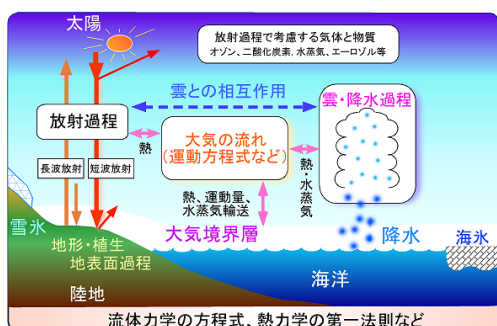 太陽
放射過程で考慮する気体と物質
オゾン、二酸化炭素、水蒸気、エーロゾル等
雲との相互作用
放射過程
大気の流れ
(運動方程式など)
雲・降水過程
熱
熱・水蒸気
長波放射
短波放射
熱、運動量、
水蒸気輸送
雪氷
地形・植生
地表面過程
大気境界層
降水
海氷
陸地
海洋
流体力学の方程式、熱力学の第一法則など